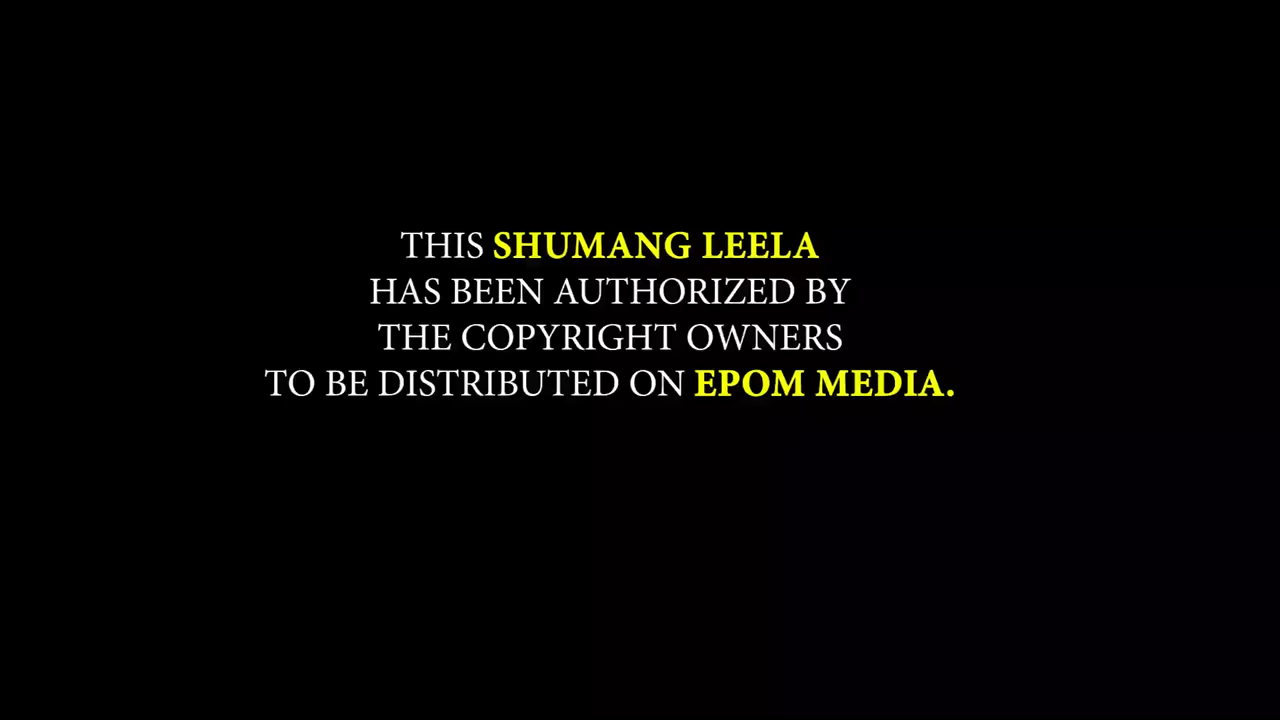 THIS SHUMANG LEELA
HAS BEEN AUTHORIZED BY
THE COPYRIGHT OWNERS
TO BE DISTRIBUTED ON EPOM MEDIA.